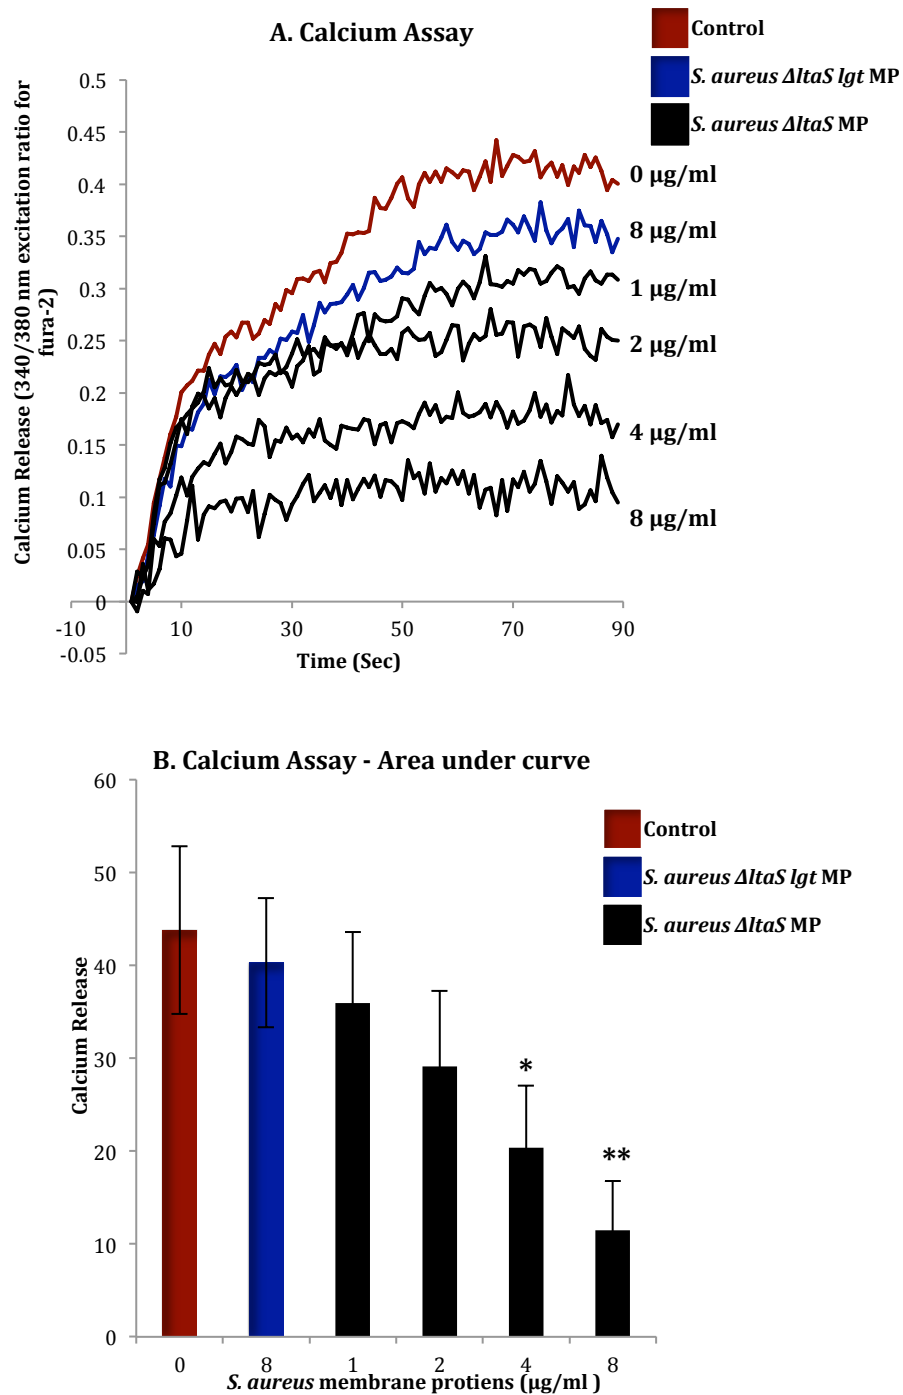 A. Calcium Assay
Control
S. aureus ΔltaS lgt MP
S. aureus ΔltaS MP
Calcium Release (340/380 nm excitation ratio for
fura-2)
0.5
0.45
0.4
0.35
0.3
0.25
0.2
0.15
0.1
0.05
0
-0.05
0 µg/ml
8 µg/ml
1 µg/ml
2 µg/ml
4 µg/ml
8 µg/ml
-10 10 30 50 70 90
Time (Sec)
B. Calcium Assay - Area under curve
Control
S. aureus ΔltaS lgt MP
S. aureus ΔltaS MP
Calcium Release
60
50
40
30
20
10
0
*
**
0 8 1 2 4 8
S. aureus membrane protiens (µg/ml )